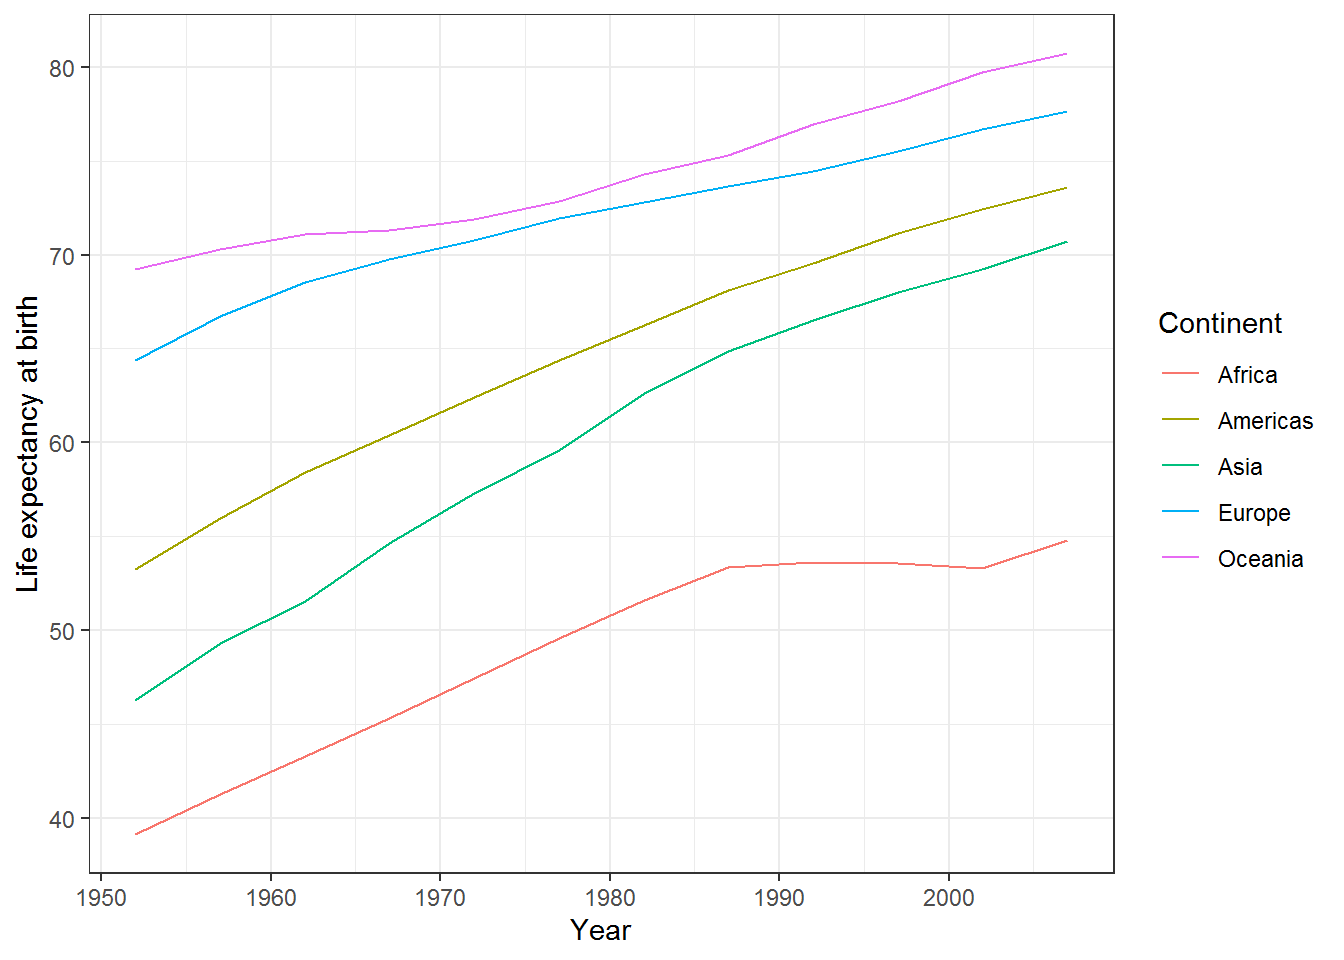 80
70
60
50
40
Life expectancy at birth
1950 1960 1970 1980 1990 2000
Year
Continent
Africa
Americas
Asia
Europe
Oceania